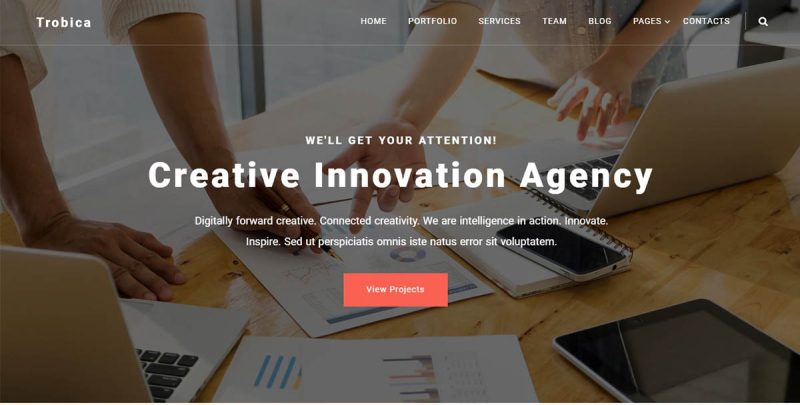 Trobica
HOME PORTFOLIO SERVICES TEAM BLOG PAGES CONTACTS
WE'LL GET YOUR ATTENTION!
Creative Innovation Agency
Digitally forward creative. Connected creativity. We are intelligence in action. Innovate.
Inspire. Sed ut perspiciatis omnis iste natus error sit voluptatem.
View Projects